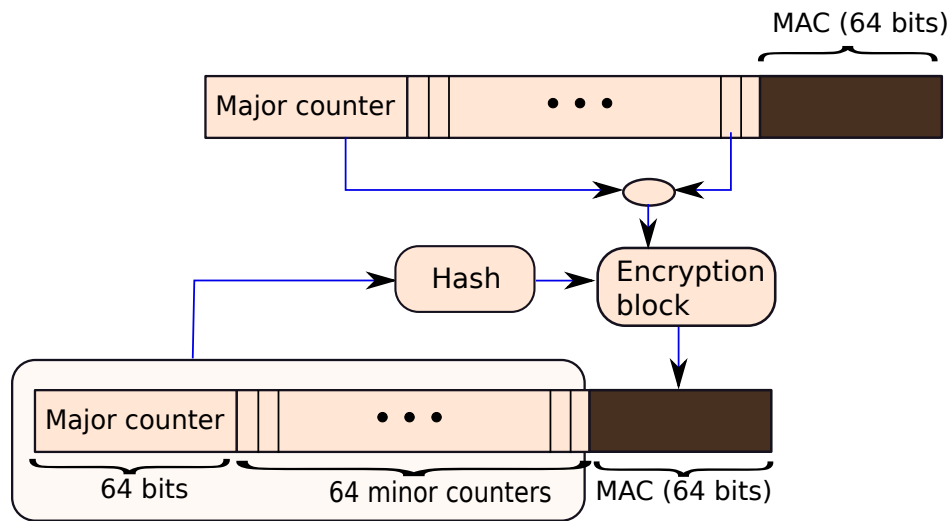 MAC (64 bits)
Major counter
Hash
Encryption
block
Major counter
64 bits
64 minor counters
MAC (64 bits)